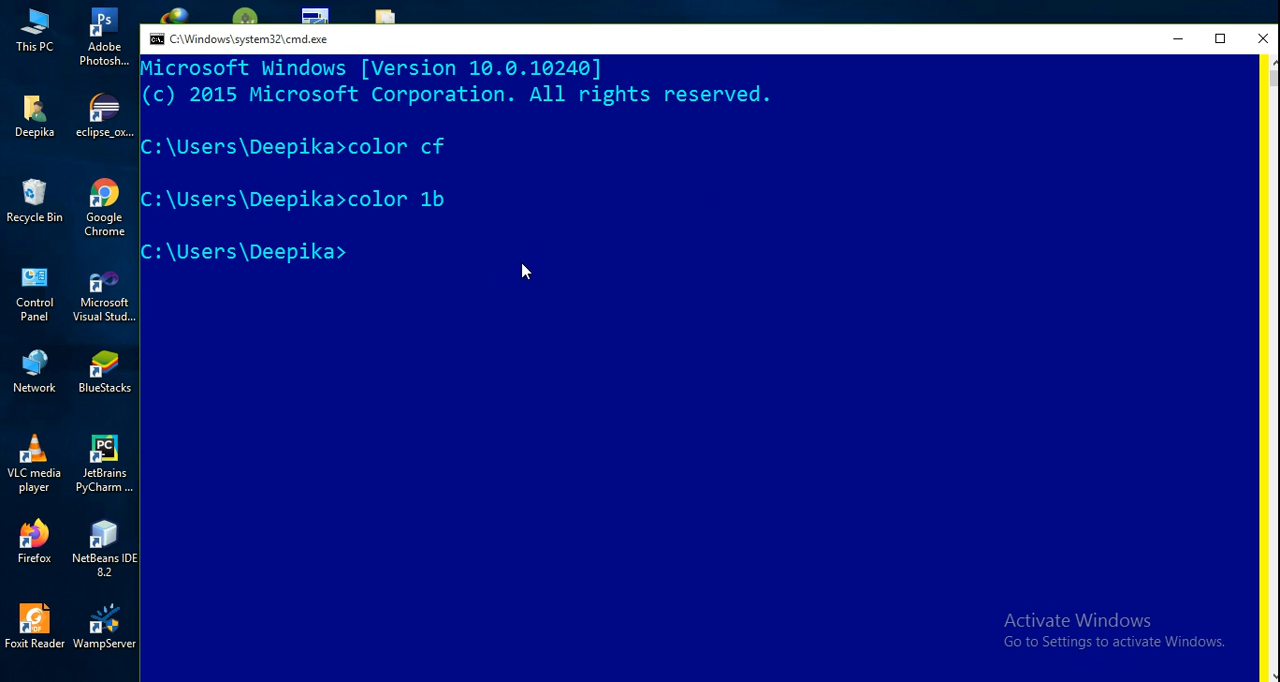 This PC
Adobe
Photosh...
Ps
C:\Windows\system32\cmd.exe
Microsoft Windows [Version 10.0.10240]
(c) 2015 Microsoft Corporation. All rights reserved.
C:\Users\Deepika>color cf
C:\Users\Deepika>color 1b
C:\Users\Deepika>
Deepika
eclipse_ox...
Recycle Bin
Google
Chrome
Control
Panel
Microsoft
Visual Stud...
Network
BlueStacks
VLC media
player
PC
JetBrains
PyCharm ...
Firefox
NetBeans IDE
8.2
Foxit Reader
WampServer
Activate Windows
Go to Settings to activate Windows.